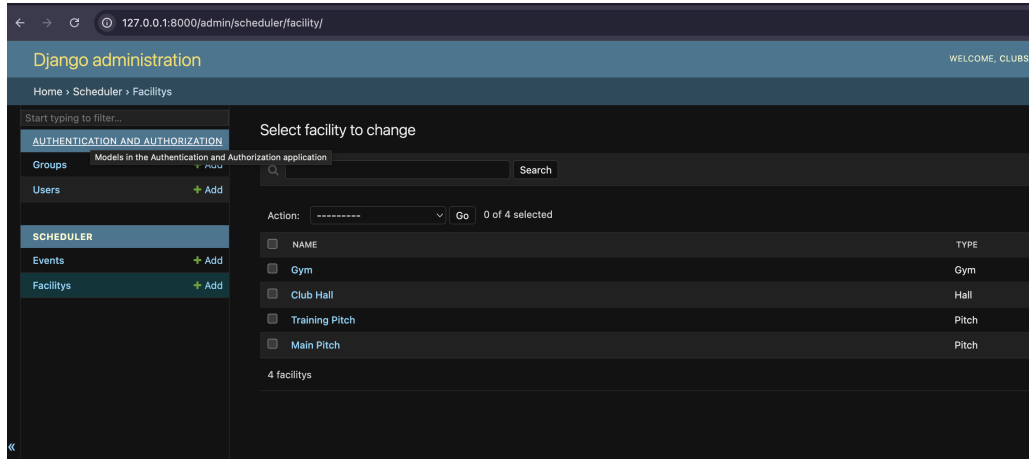 127.0.0.1:8000/admin/scheduler/facility/
Django administration
WELCOME, CLUBS
Home › Scheduler › Facilitys
Start typing to filter...
AUTHENTICATION AND AUTHORIZATION
Models in the Authentication and Authorization application
Groups + Add
Users + Add
SCHEDULER
Events + Add
Facilitys + Add
«
Select facility to change
Search
Action: --------- Go 0 of 4 selected
NAME TYPE
Gym Gym
Club Hall Hall
Training Pitch Pitch
Main Pitch Pitch
4 facilitys